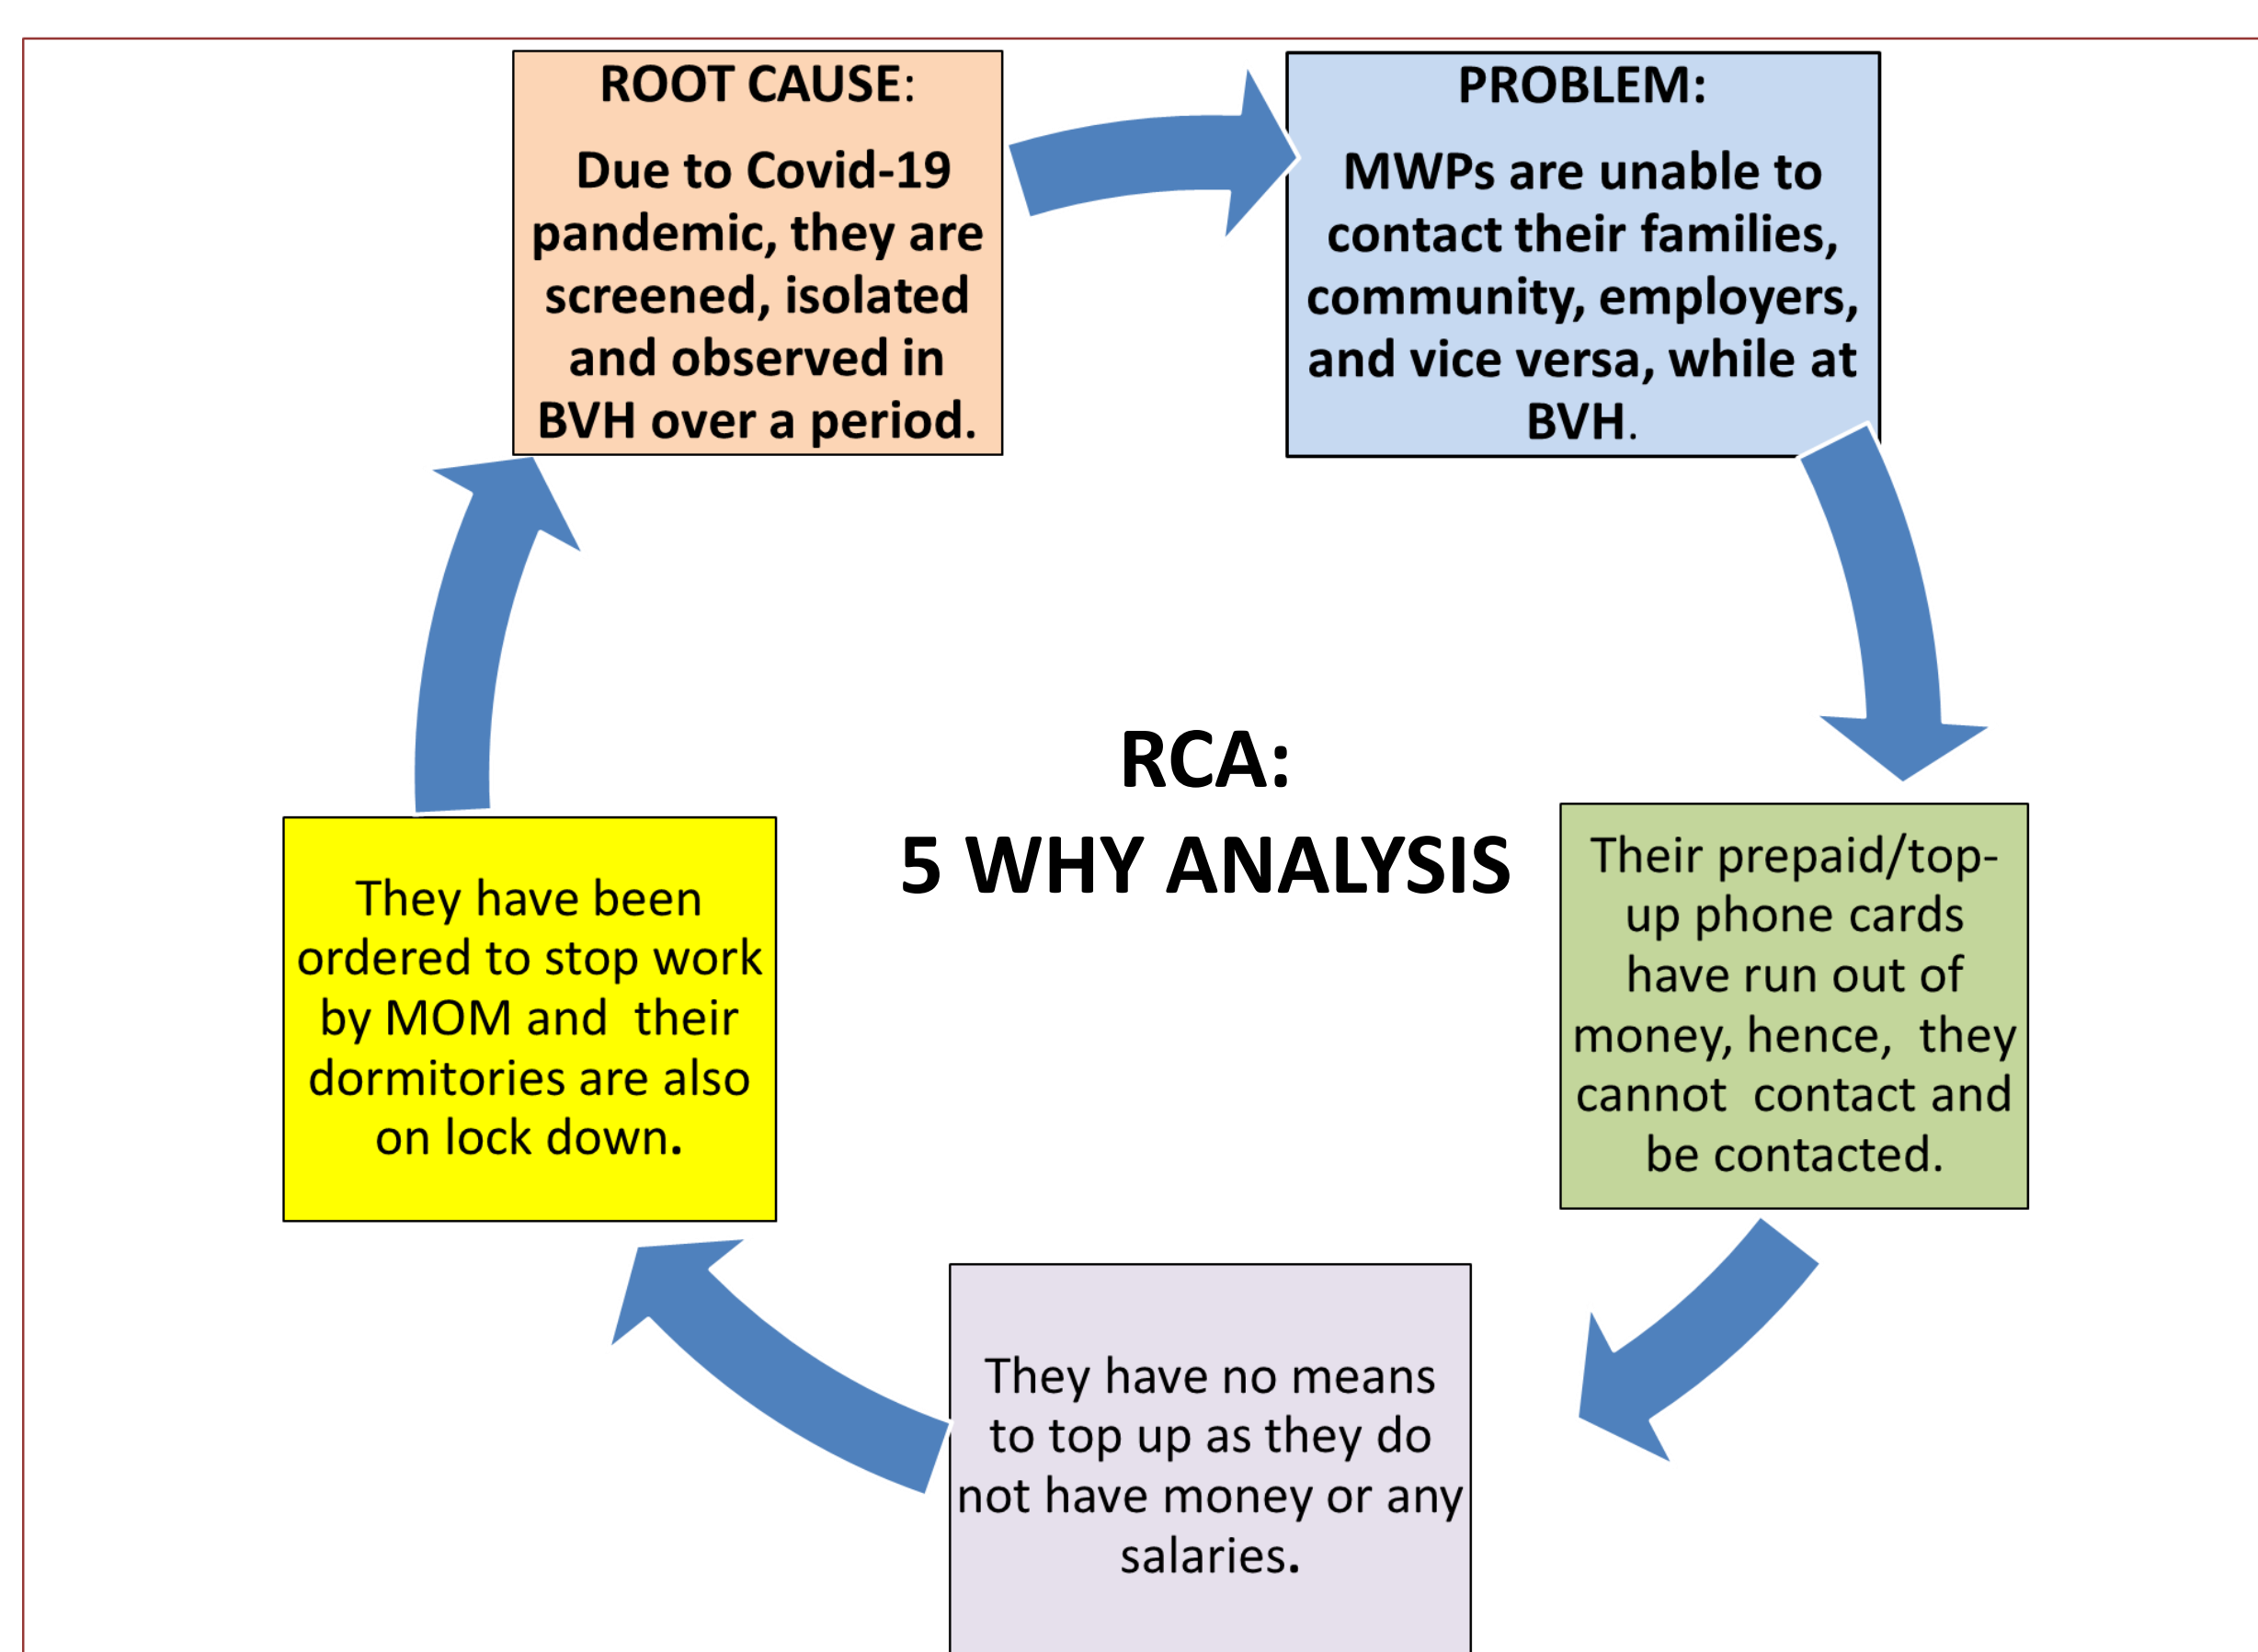 ROOT CAUSE:
Due to Covid-19
pandemic, they are
screened, isolated
and observed in
BVH over a period.
PROBLEM:
MWPs are unable to
contact their families,
community, employers,
and vice versa, while at
BVH.
RCA:
5 WHY ANALYSIS
Their prepaid/top-
up phone cards
have run out of
money, hence, they
cannot contact and
be contacted.
They have no means
to top up as they do
not have money or any
salaries.
They have been
ordered to stop work
by MOM and their
dormitories are also
on lock down.